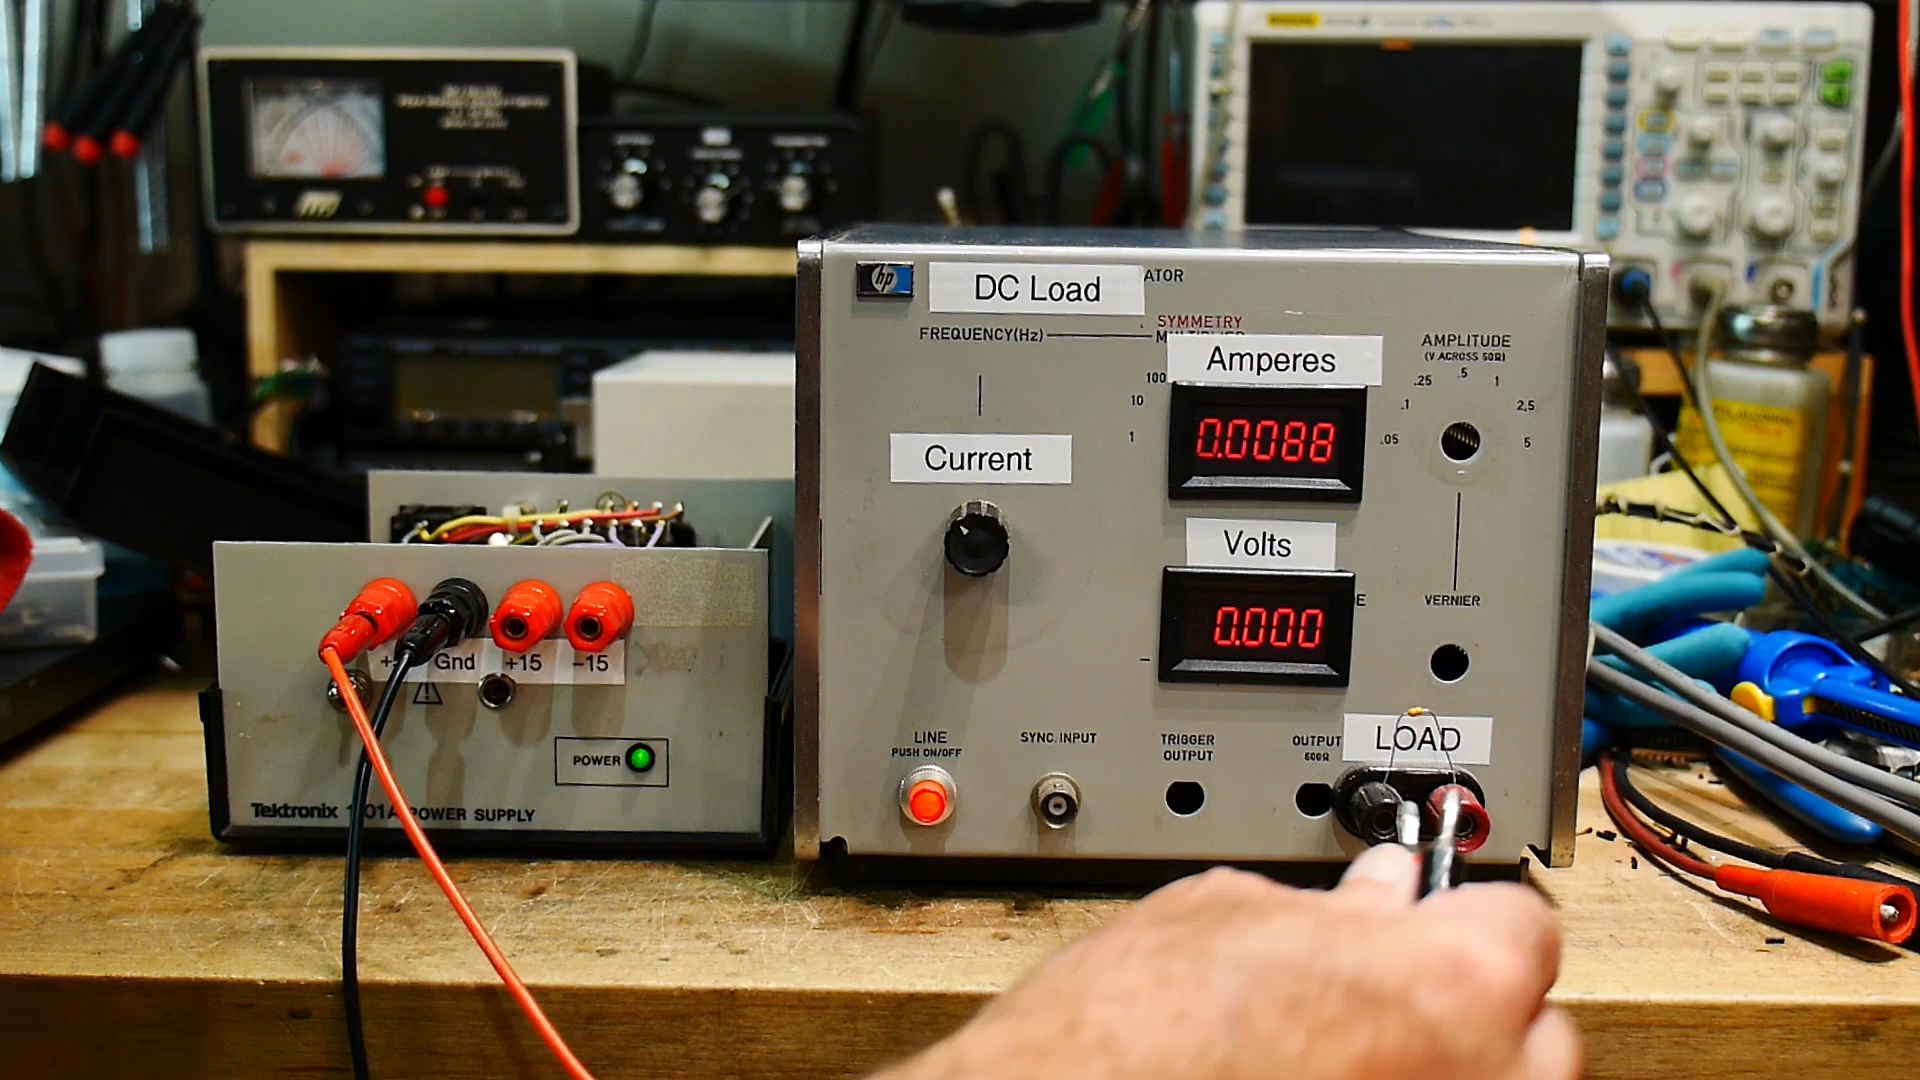 hp
DC Load
ATOR
FREQUENCY(Hz)
SYMMETRY
Amperes
AMPLITUDE
(V ACROSS 50Ω)
100
10
1
.05
.1
.25
.5
1
2.5
5
0.0088
Current
Volts
0.000
E
VERNIER
LOAD
LINE
PUSH ON/OFF
SYNC. INPUT
TRIGGER
OUTPUT
OUTPUT
600Ω
Gnd
+15
-15
POWER
Tektronix
POWER SUPPLY